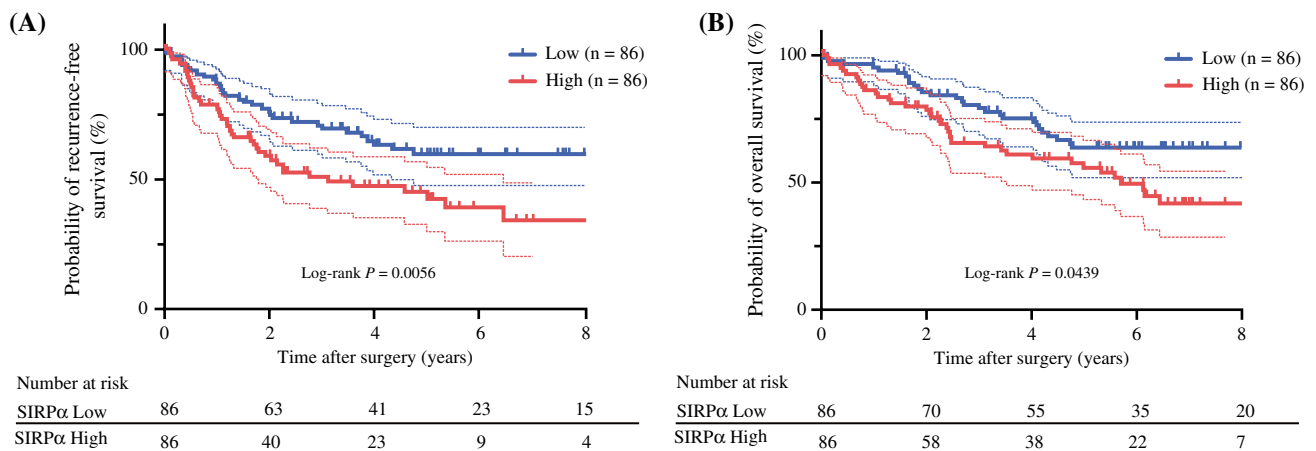 (A)
Probability of recurrence-free
survival (%)
100
50
0
Low (n = 86)
High (n = 86)
Log-rank P = 0.0056
0 2 4 6 8
Time after surgery (years)
Number at risk
SIRPα Low 86 63 41 23 15
SIRPα High 86 40 23 9 4
(B)
Probability of overall survival (%)
100
50
0
Low (n = 86)
High (n = 86)
Log-rank P = 0.0439
0 2 4 6 8
Time after surgery (years)
Number at risk
SIRPα Low 86 70 55 35 20
SIRPα High 86 58 38 22 7